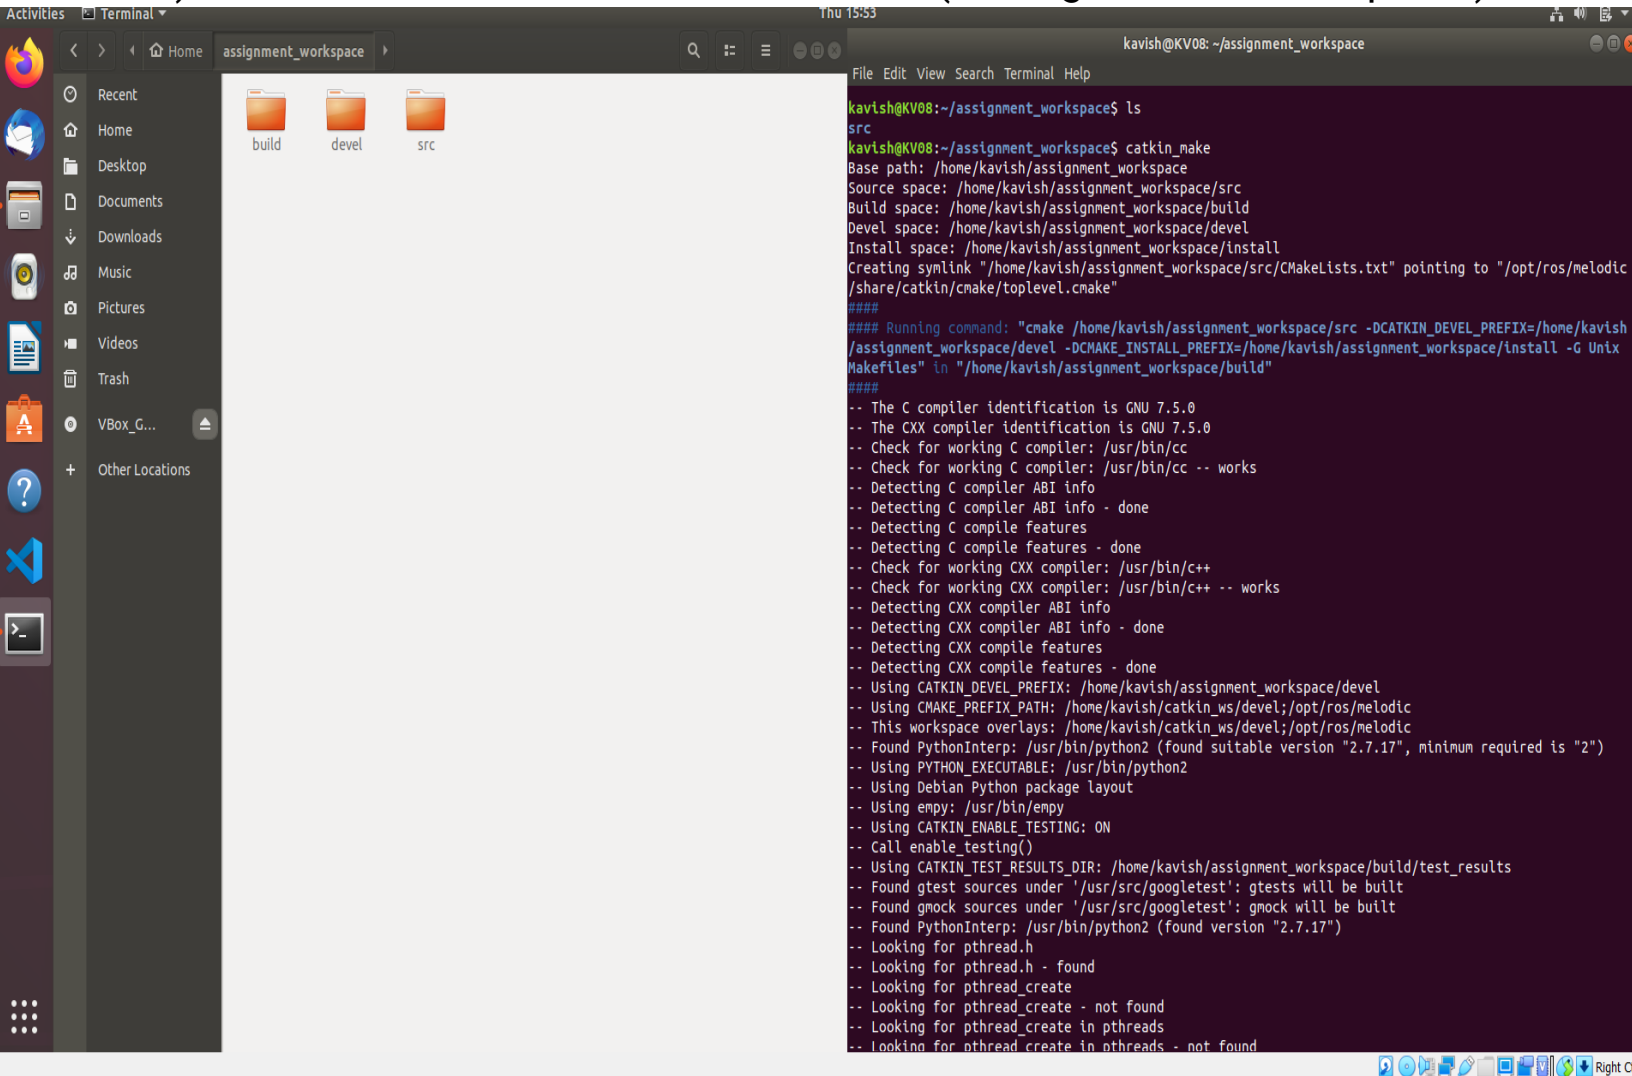 Activities Terminal ▾ Thu 15:53
Home assignment_workspace
Recent
Home
Desktop
Documents
Downloads
Music
Pictures
Videos
Trash
VBox_G...
+ Other Locations
build devel src
kavish@KV08: ~/assignment_workspace
File Edit View Search Terminal Help
kavish@KV08:~/assignment_workspace$ ls
src
kavish@KV08:~/assignment_workspace$ catkin_make
Base path: /home/kavish/assignment_workspace
Source space: /home/kavish/assignment_workspace/src
Build space: /home/kavish/assignment_workspace/build
Devel space: /home/kavish/assignment_workspace/devel
Install space: /home/kavish/assignment_workspace/install
Creating symlink "/home/kavish/assignment_workspace/src/CMakeLists.txt" pointing to "/opt/ros/melodic
/share/catkin/cmake/toplevel.cmake"
####
#### Running command: "cmake /home/kavish/assignment_workspace/src -DCATKIN_DEVEL_PREFIX=/home/kavish
/assignment_workspace/devel -DCMAKE_INSTALL_PREFIX=/home/kavish/assignment_workspace/install -G Unix
Makefiles" in "/home/kavish/assignment_workspace/build"
####
-- The C compiler identification is GNU 7.5.0
-- The CXX compiler identification is GNU 7.5.0
-- Check for working C compiler: /usr/bin/cc
-- Check for working C compiler: /usr/bin/cc -- works
-- Detecting C compiler ABI info
-- Detecting C compiler ABI info - done
-- Detecting C compile features
-- Detecting C compile features - done
-- Check for working CXX compiler: /usr/bin/c++
-- Check for working CXX compiler: /usr/bin/c++ -- works
-- Detecting CXX compiler ABI info
-- Detecting CXX compiler ABI info - done
-- Detecting CXX compile features
-- Detecting CXX compile features - done
-- Using CATKIN_DEVEL_PREFIX: /home/kavish/assignment_workspace/devel
-- Using CMAKE_PREFIX_PATH: /home/kavish/catkin_ws/devel;/opt/ros/melodic
-- This workspace overlays: /home/kavish/catkin_ws/devel;/opt/ros/melodic
-- Found PythonInterp: /usr/bin/python2 (found suitable version "2.7.17", minimum required is "2")
-- Using PYTHON_EXECUTABLE: /usr/bin/python2
-- Using Debian Python package layout
-- Using empy: /usr/bin/empy
-- Using CATKIN_ENABLE_TESTING: ON
-- Call enable_testing()
-- Using CATKIN_TEST_RESULTS_DIR: /home/kavish/assignment_workspace/build/test_results
-- Found gtest sources under '/usr/src/googletest': gtests will be built
-- Found gmock sources under '/usr/src/googletest': gmock will be built
-- Found PythonInterp: /usr/bin/python2 (found version "2.7.17")
-- Looking for pthread.h
-- Looking for pthread.h - found
-- Looking for pthread_create
-- Looking for pthread_create - not found
-- Looking for pthread_create in pthreads
-- Looking for pthread_create in pthreads - not found
Right C